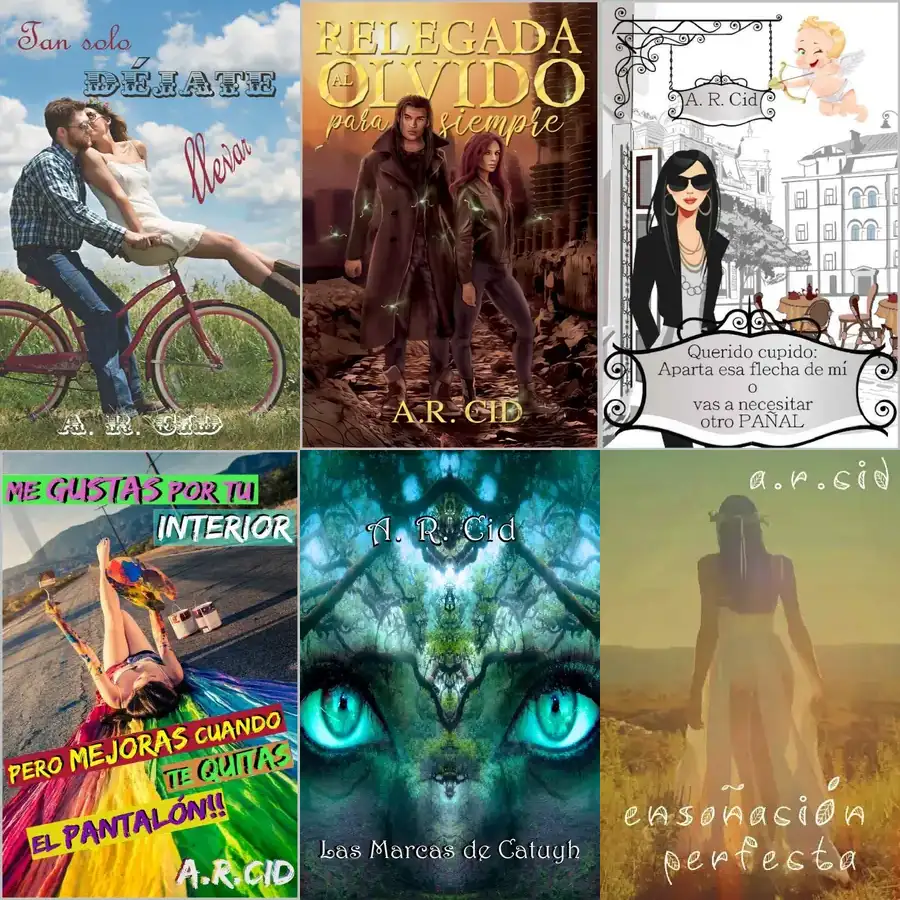 Tan solo
DÉJATE
llevar
A. R. CID
RELEGADA
AL
OLVIDO
para siempre
A.R. CID
A. R. Cid
Querido cupido:
Aparta esa flecha de mí
o
vas a necesitar
otro PAÑAL
ME GUSTAS POR TU
INTERIOR
PERO MEJORAS CUANDO
TE QUITAS
EL PANTALÓN!!
A.R.CID
A. R. Cid
Las Marcas de Catugh
a.r.cid
ensoñación
perfesta